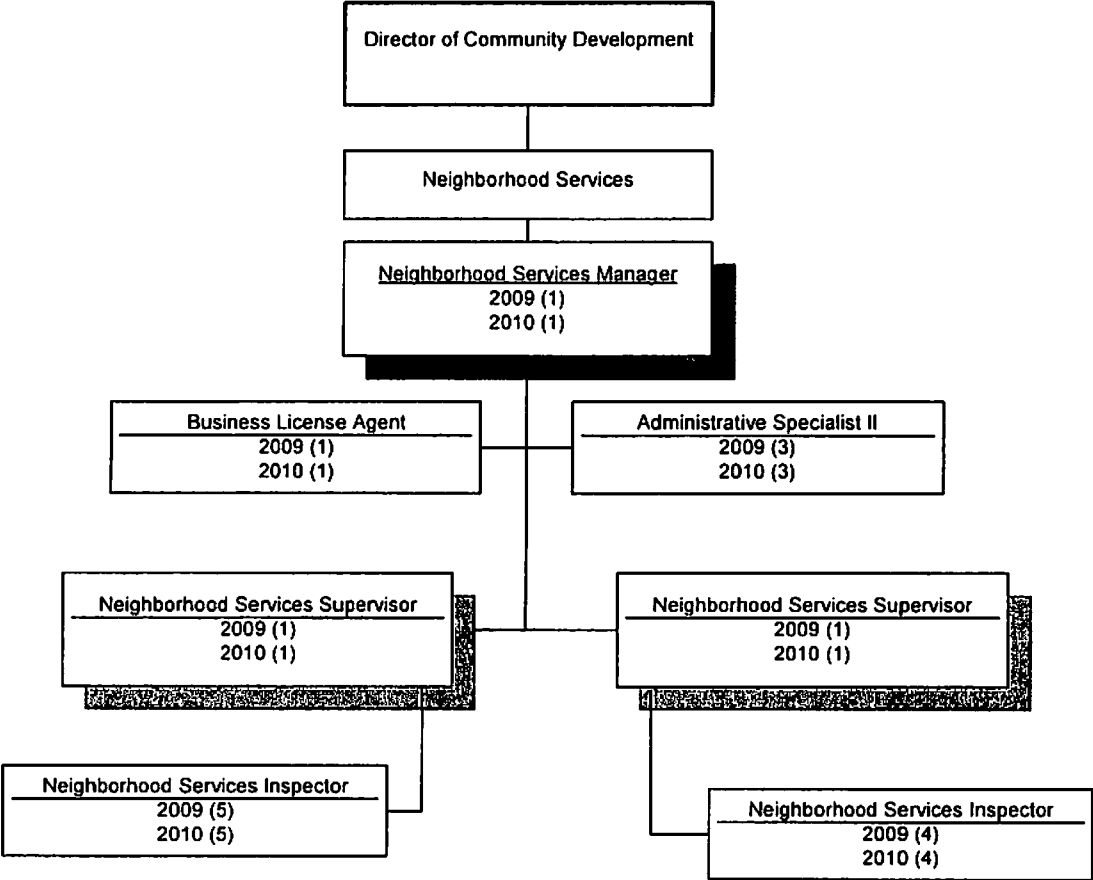 Director of Community Development
Neighborhood Services
Neighborhood Services Manager
2009 (1)
2010 (1)
Business License Agent
2009 (1)
2010 (1)
Administrative Specialist II
2009 (3)
2010 (3)
Neighborhood Services Supervisor
2009 (1)
2010 (1)
Neighborhood Services Supervisor
2009 (1)
2010 (1)
Neighborhood Services Inspector
2009 (5)
2010 (5)
Neighborhood Services Inspector
2009 (4)
2010 (4)